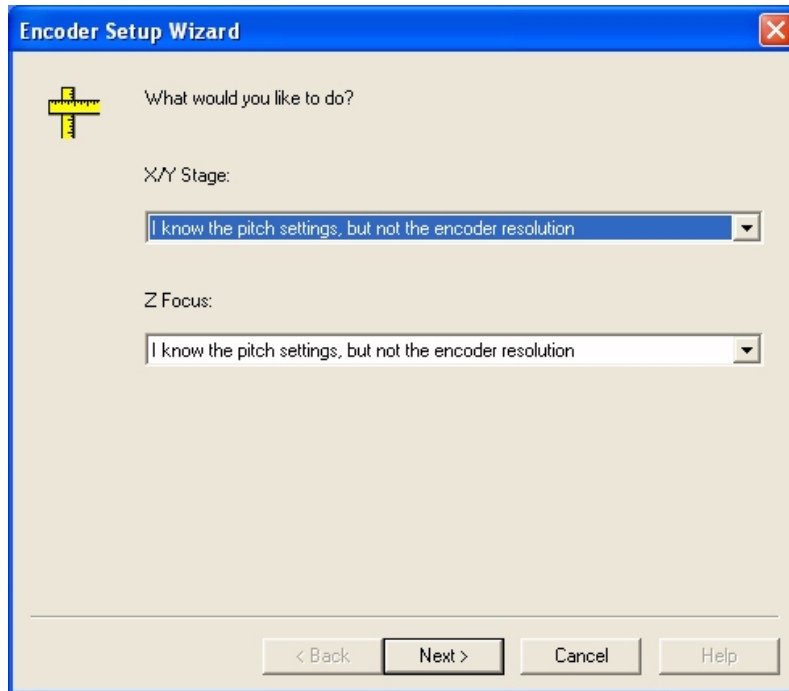 Encoder Setup Wizard
What would you like to do?
X/Y Stage:
I know the pitch settings, but not the encoder resolution
Z Focus:
I know the pitch settings, but not the encoder resolution
< Back Next > Cancel Help